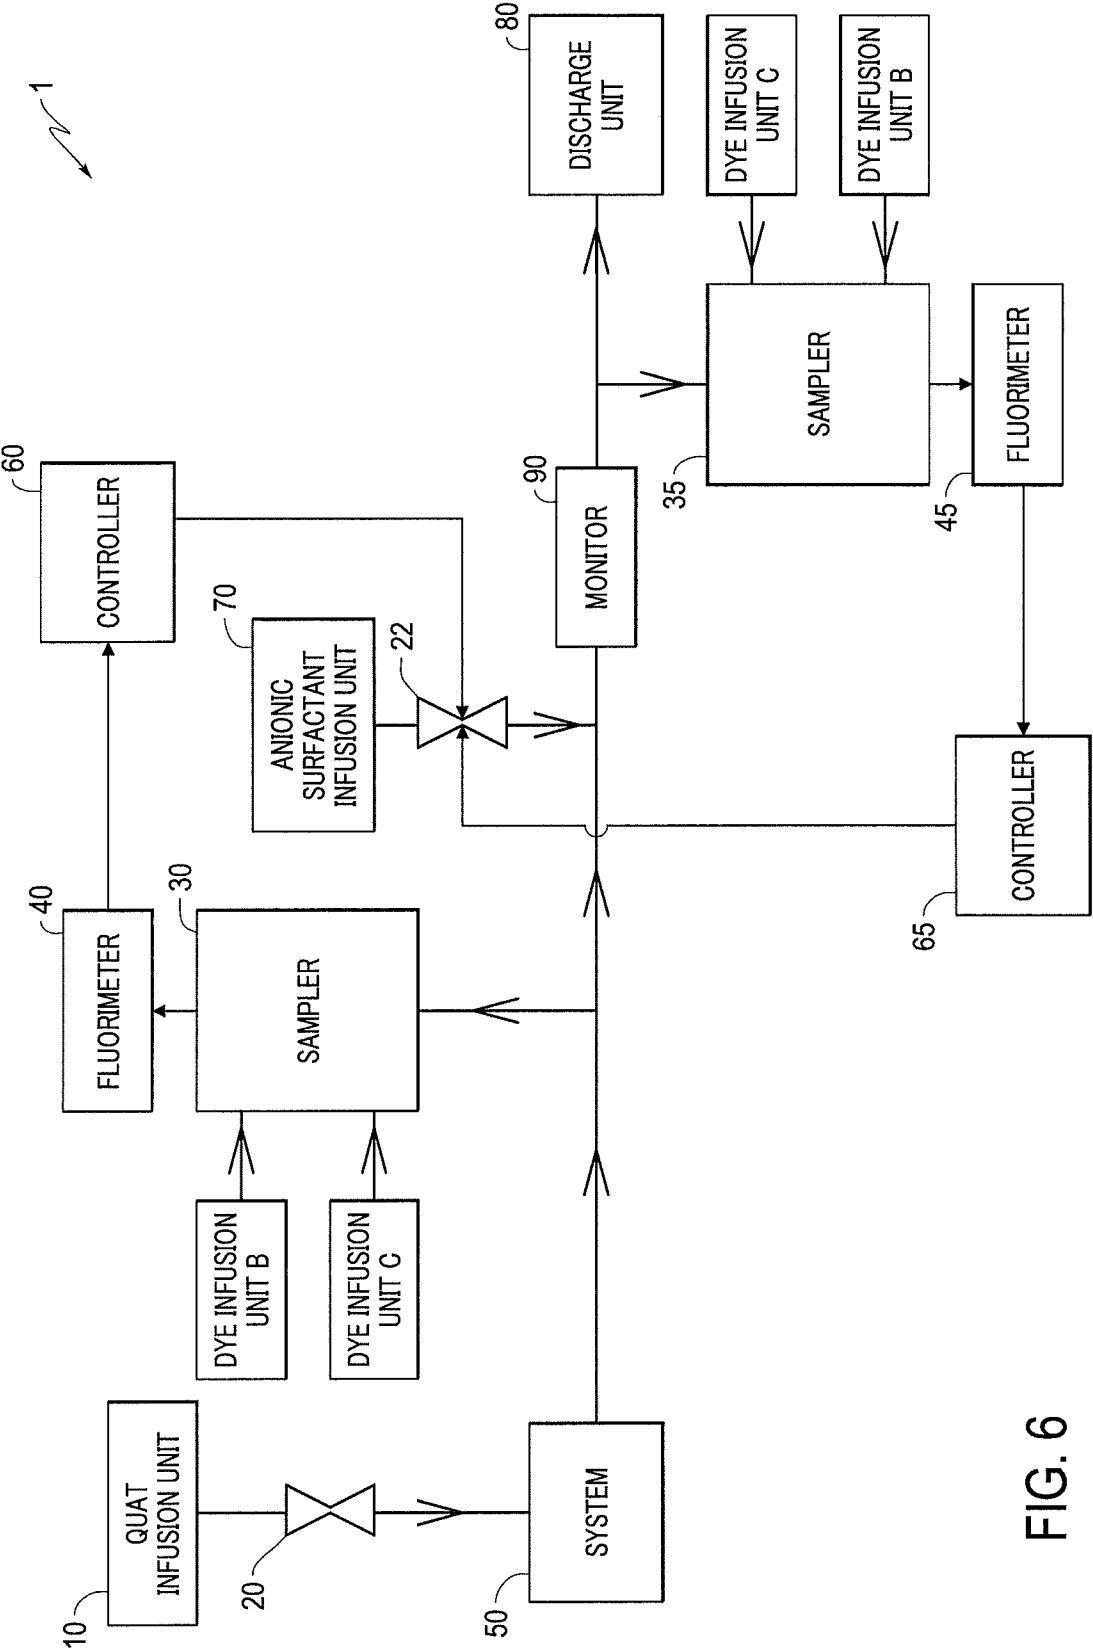 1
10
QUAT
INFUSION UNIT
20
50
SYSTEM
DYE INFUSION
UNIT B
DYE INFUSION
UNIT C
30
SAMPLER
40
FLUORIMETER
60
CONTROLLER
70
ANIONIC
SURFACTANT
INFUSION UNIT
22
90
MONITOR
80
DISCHARGE
UNIT
DYE INFUSION
UNIT C
DYE INFUSION
UNIT B
35
SAMPLER
45
FLUORIMETER
65
CONTROLLER
FIG. 6